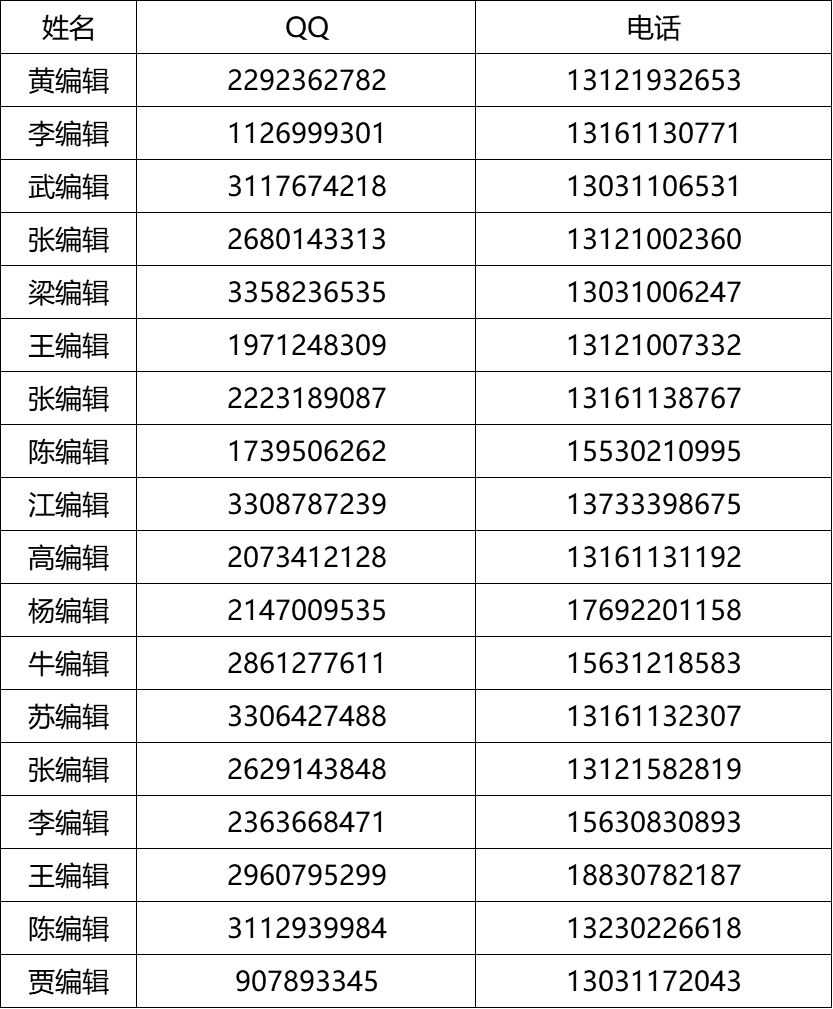 姓名 QQ 电话
黄编辑 2292362782 13121932653
李编辑 1126999301 13161130771
武编辑 3117674218 13031106531
张编辑 2680143313 13121002360
梁编辑 3358236535 13031006247
王编辑 1971248309 13121007332
张编辑 2223189087 13161138767
陈编辑 1739506262 15530210995
江编辑 3308787239 13733398675
高编辑 2073412128 13161131192
杨编辑 2147009535 17692201158
牛编辑 2861277611 15631218583
苏编辑 3306427488 13161132307
张编辑 2629143848 13121582819
李编辑 2363668471 15630830893
王编辑 2960795299 18830782187
陈编辑 3112939984 13230226618
贾编辑 907893345 13031172043